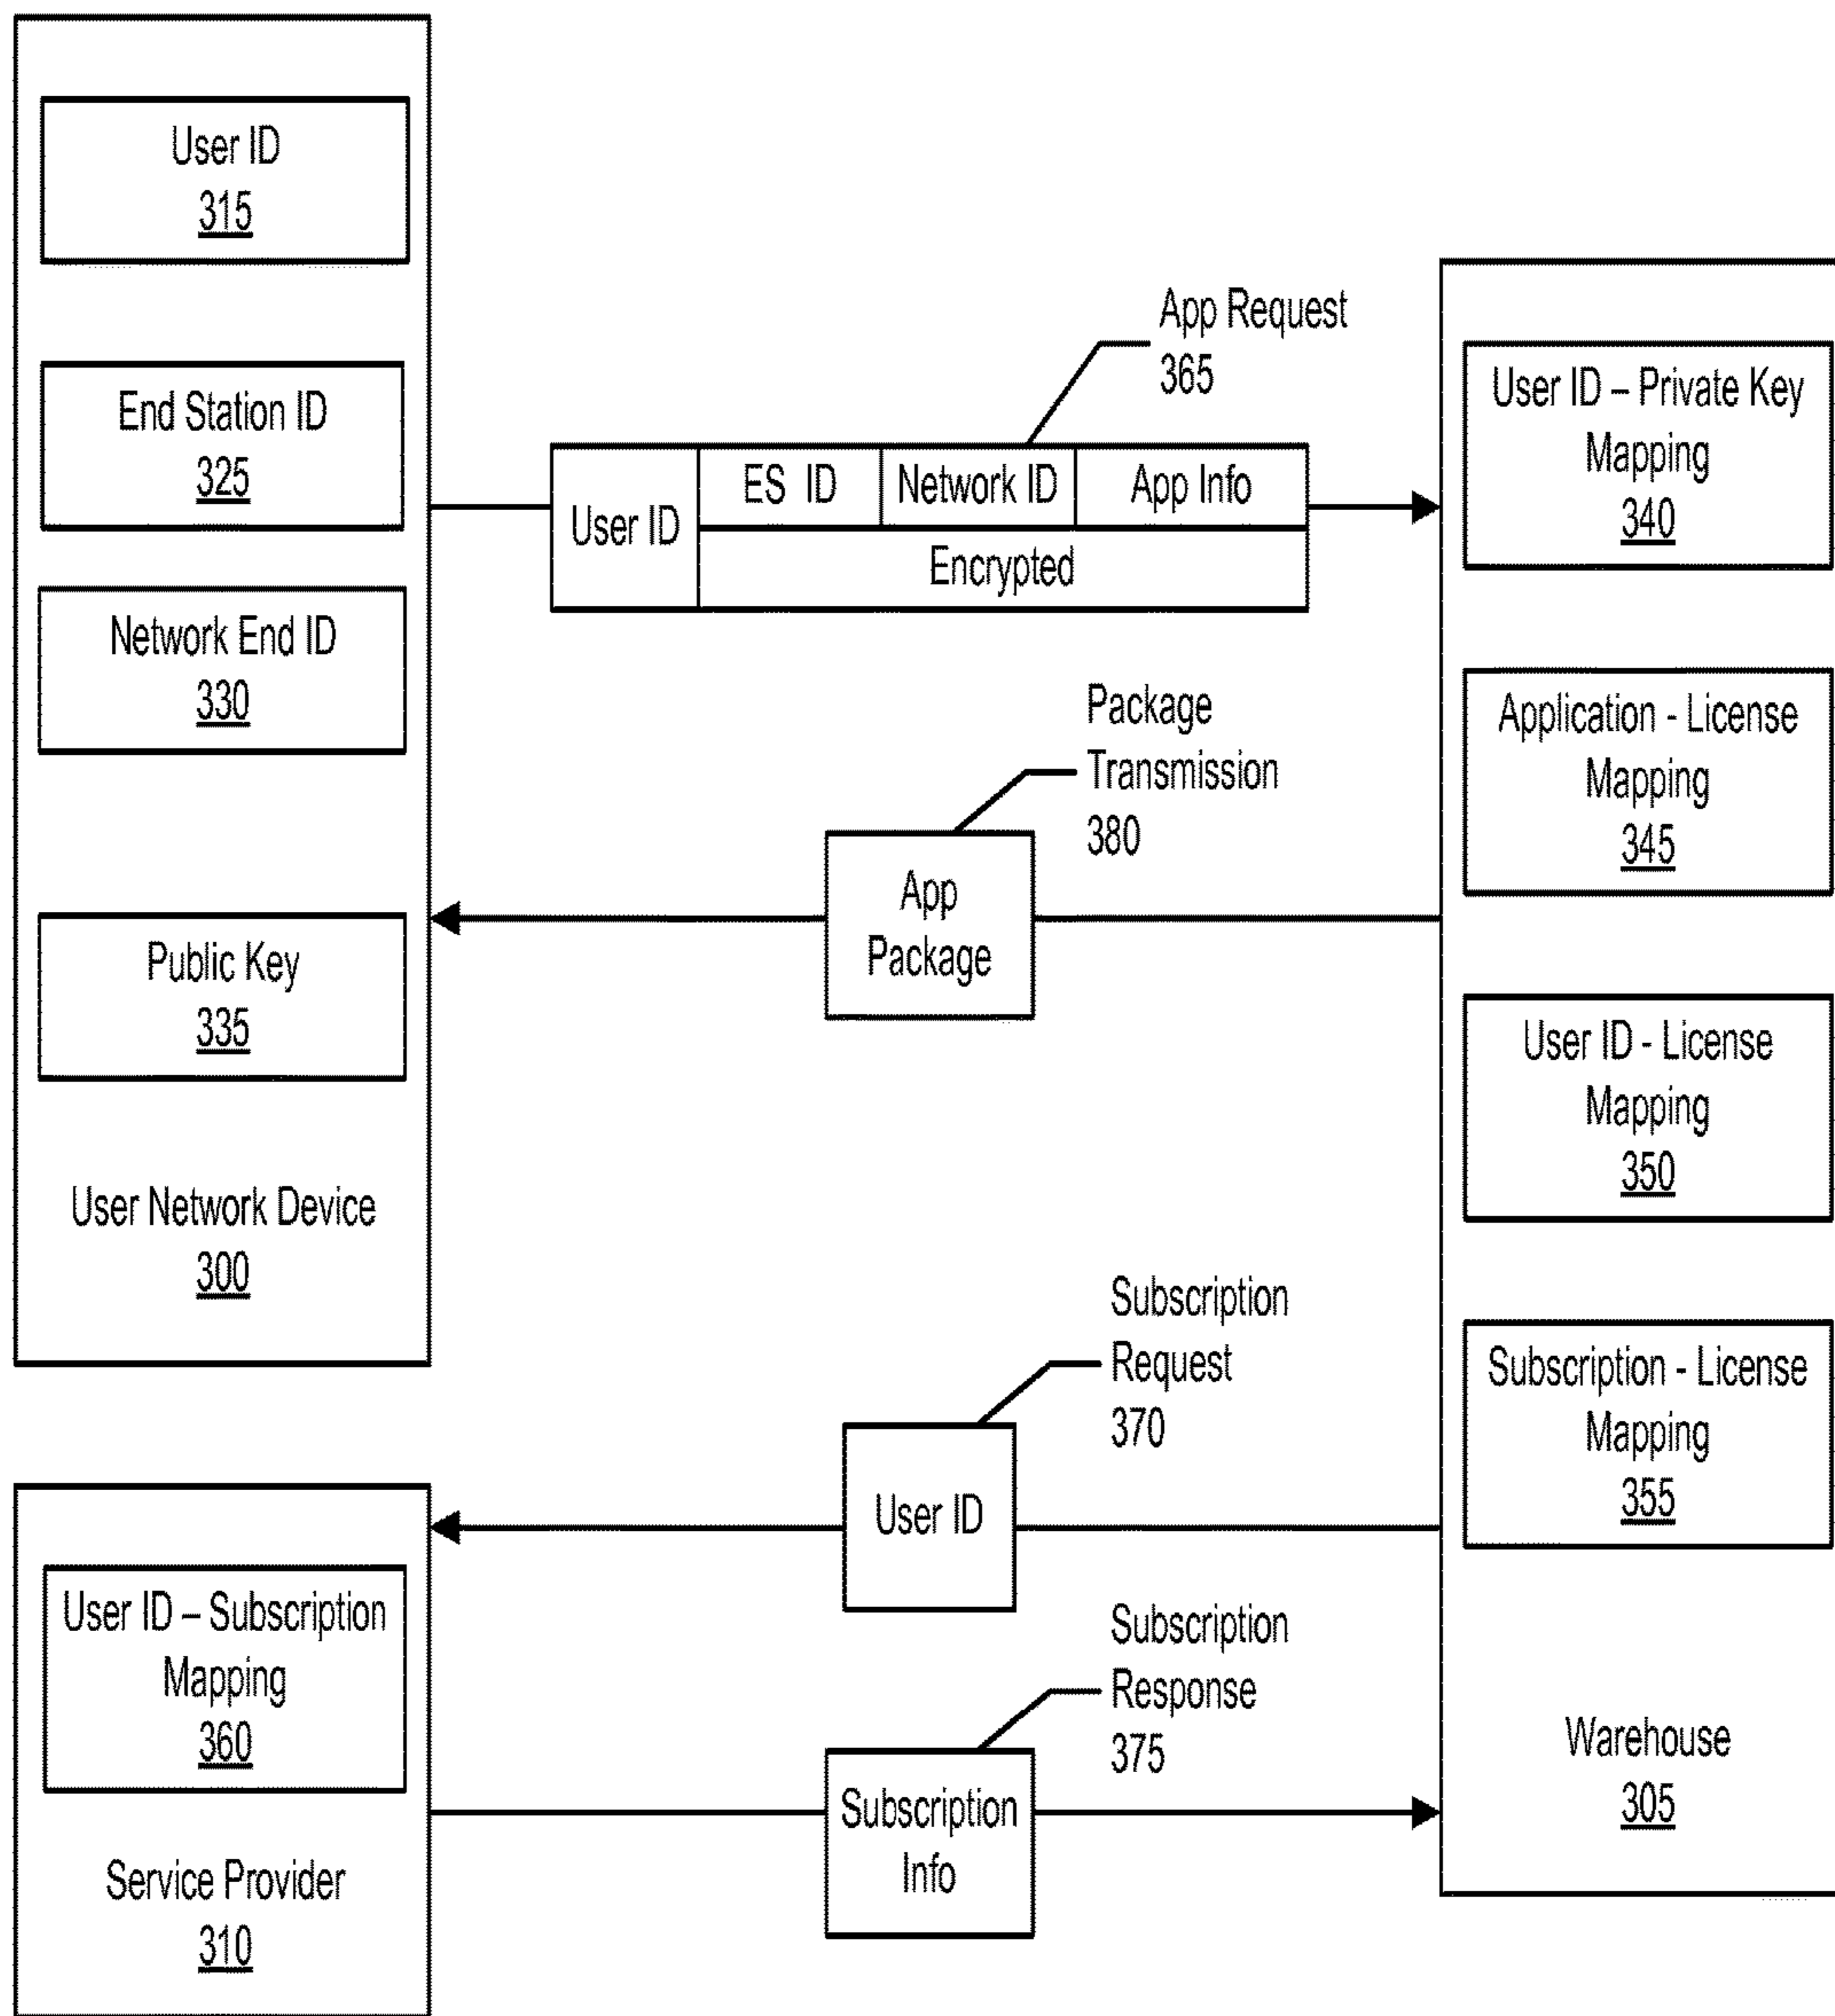 User ID
315
End Station ID
325
Network End ID
330
Public Key
335
User Network Device
300
App Request
365
User ID
ES ID
Network ID
App Info
Encrypted
Package
Transmission
380
App
Package
Subscription
Request
370
User ID
Subscription
Response
375
Subscription
Info
User ID – Subscription
Mapping
360
Service Provider
310
User ID – Private Key
Mapping
340
Application - License
Mapping
345
User ID - License
Mapping
350
Subscription - License
Mapping
355
Warehouse
305